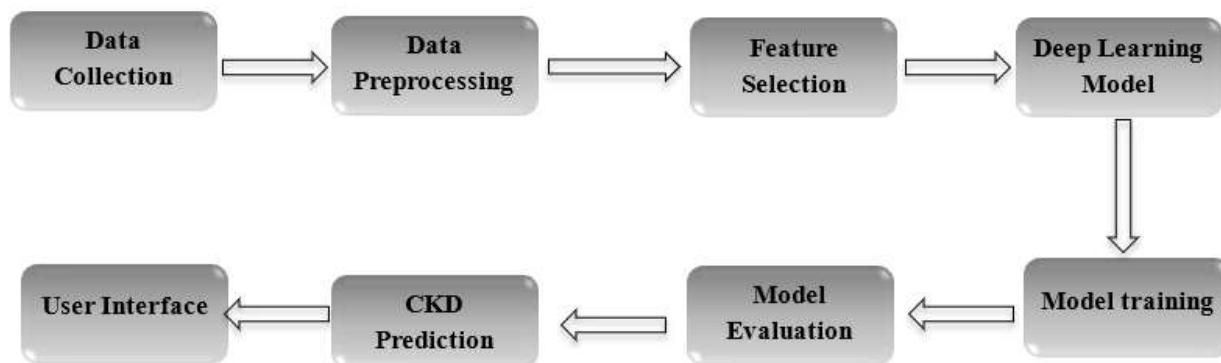 Data
Collection
Data
Preprocessing
Feature
Selection
Deep Learning
Model
Model training
Model
Evaluation
CKD
Prediction
User Interface